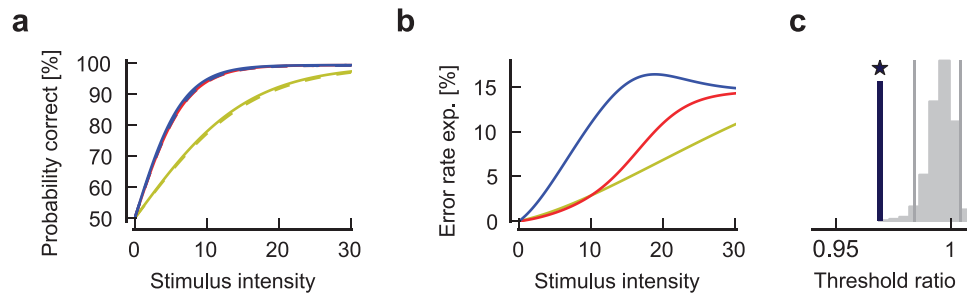 a
Probability correct [%]
100
90
80
70
60
50
0
10
20
30
Stimulus intensity
b
Error rate exp. [%]
15
10
5
0
0
10
20
30
Stimulus intensity
c
0.95
1
Threshold ratio